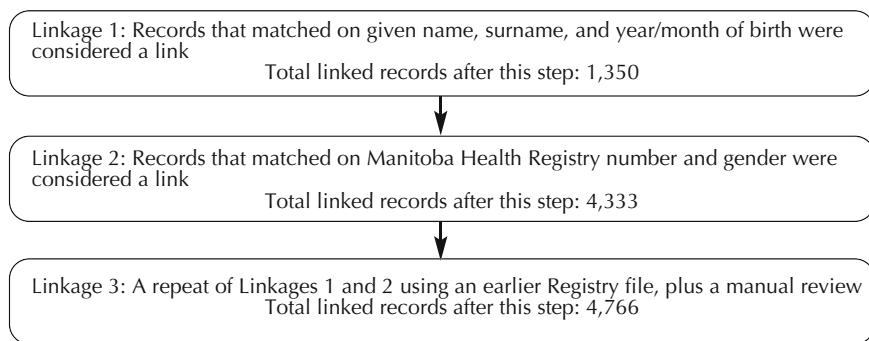 Linkage 1: Records that matched on given name, surname, and year/month of birth were
considered a link
Total linked records after this step: 1,350
Linkage 2: Records that matched on Manitoba Health Registry number and gender were
considered a link
Total linked records after this step: 4,333
Linkage 3: A repeat of Linkages 1 and 2 using an earlier Registry file, plus a manual review
Total linked records after this step: 4,766